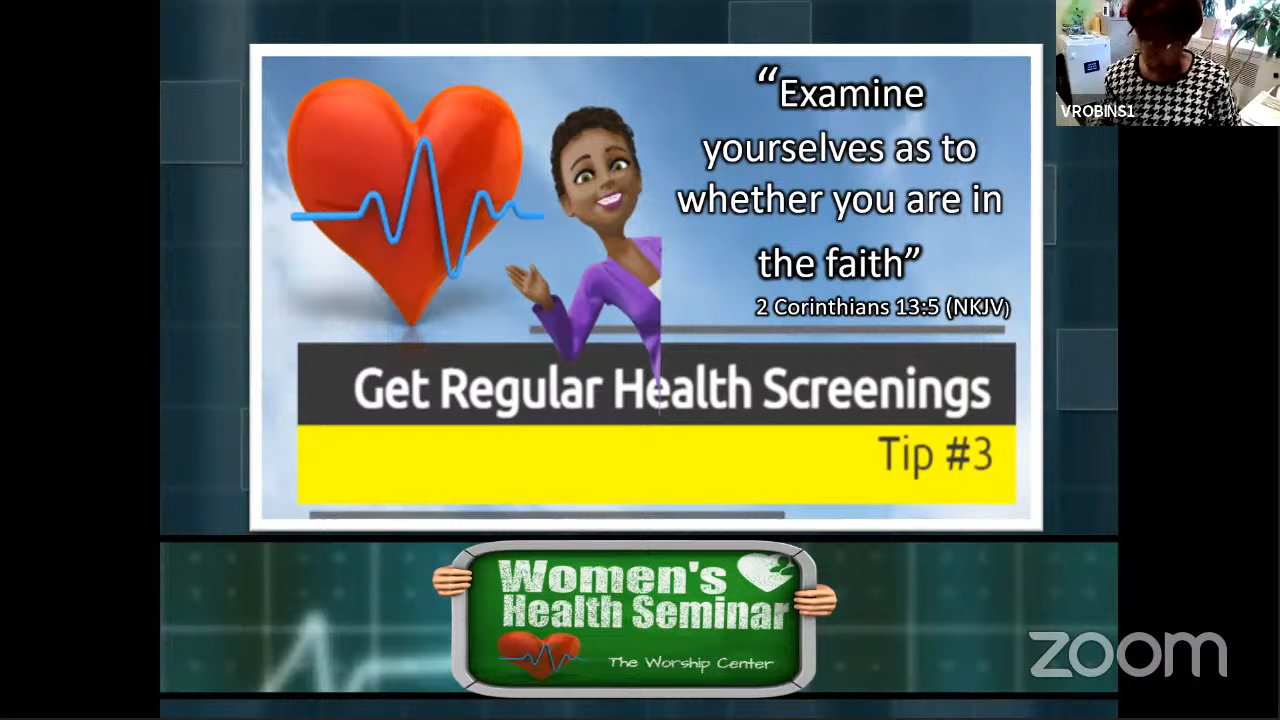 “Examine
yourselves as to
whether you are in
the faith”
2 Corinthians 13:5 (NKJV)
Get Regular Health Screenings
Tip #3
Women's
Health Seminar
The Worship Center
VROBINS1
zoom